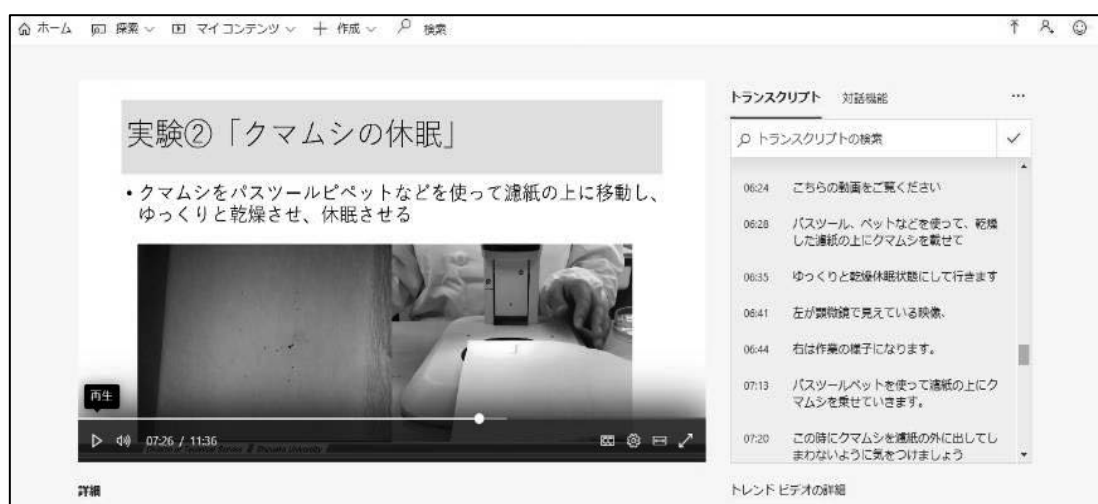 ホーム 探索 マイ コンテンツ 作成 検索
実験②「クマムシの休眠」
• クマムシをパスツールピペットなどを使って濾紙の上に移動し、
ゆっくりと乾燥させ、休眠させる
再生
07:26 / 11:36
詳細
トランスクリプト 対話機能 ...
トランスクリプトの検索
06:24 こちらの動画をご覧ください
06:28 パスツール、ペットなどを使って、乾燥
した濾紙の上にクマムシを載せて
06:35 ゆっくりと乾燥休眠状態にして行きます
06:41 左が顕微鏡で見えている映像、
06:44 右は作業の様子になります。
07:13 パスツールペットを使って濾紙の上にク
マムシを乗せていきます。
07:20 この時にクマムシを濾紙の外に出してし
まわないように気をつけましょう
トレンド ビデオの詳細